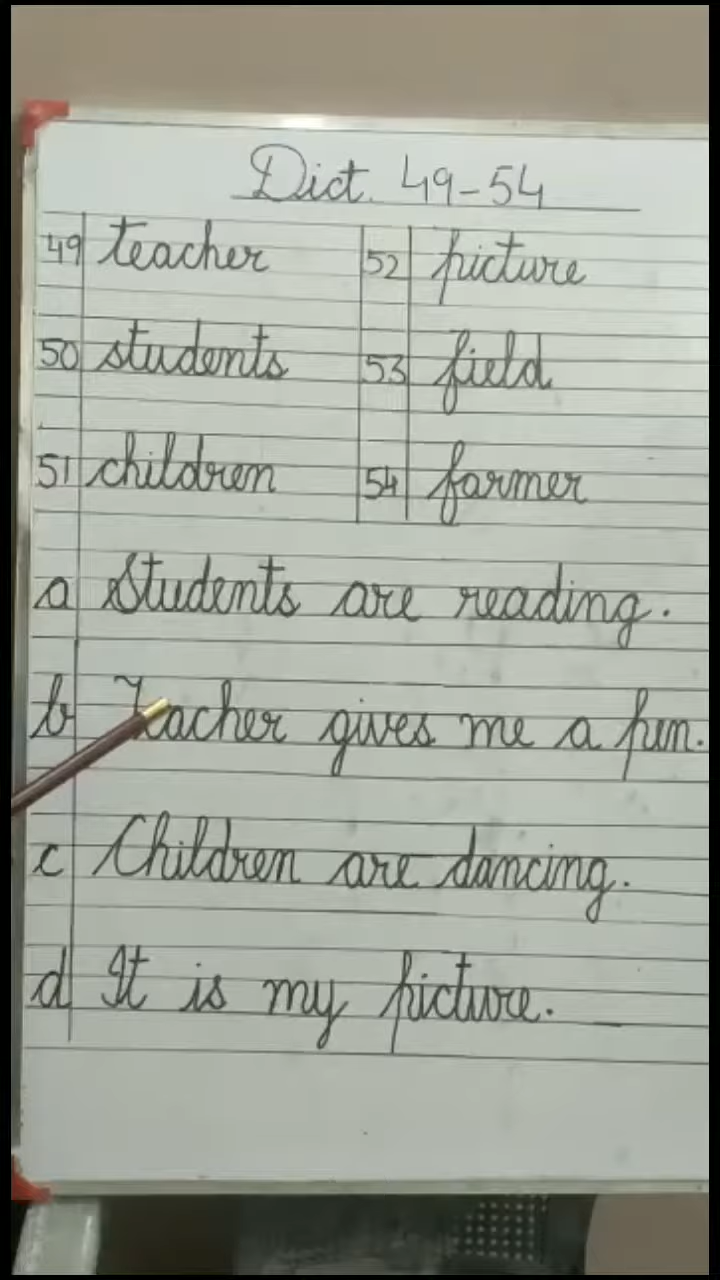 Dict. 49-54
49 teacher 52 picture
50 students 53 field
51 children 54 farmer
a Students are reading.
b Teacher gives me a pen.
c Children are dancing.
d It is my picture.